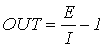 OUT = E/I - 1